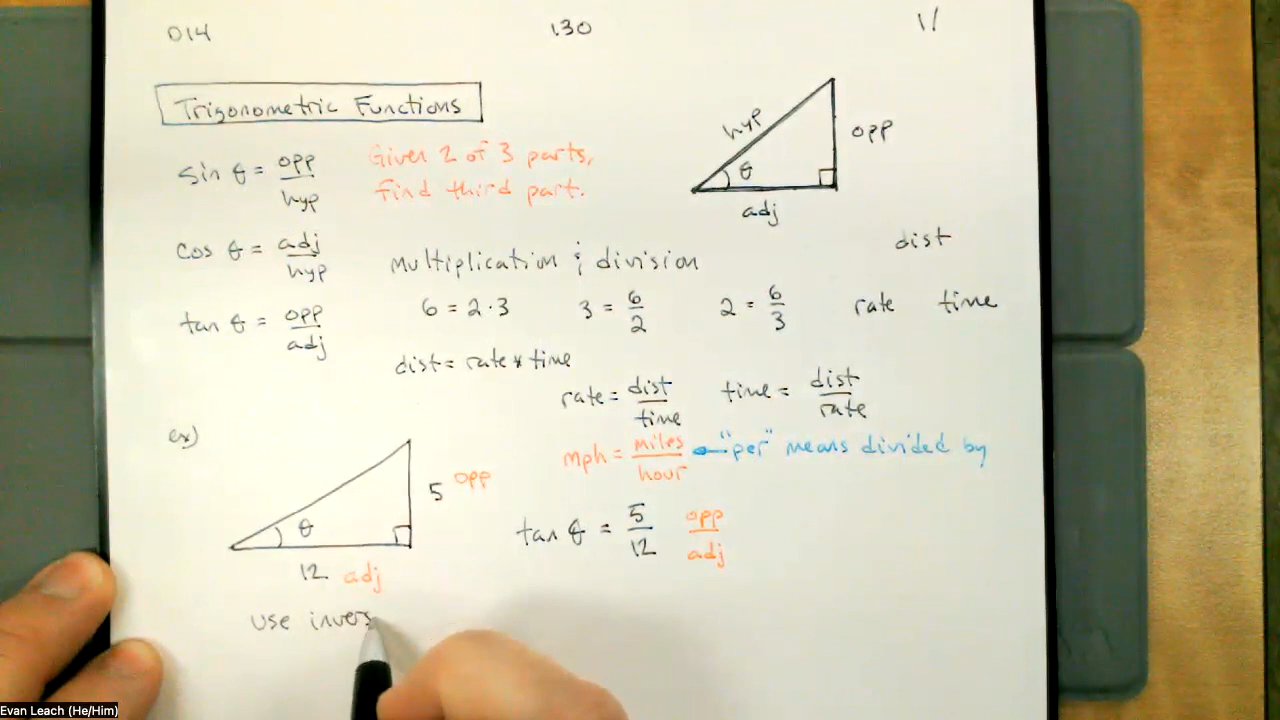 014 130 1/
Trigonometric Functions
hyp
opp
θ
adj
sin θ = opp/hyp
Given 2 of 3 parts,
find third part.
cos θ = adj/hyp
Multiplication & division
dist
tan θ = opp/adj
6 = 2·3 3 = 6/2 2 = 6/3
rate time
dist = rate * time
rate = dist/time time = dist/rate
mph = miles/hour "per" means divided by
ex)
θ
5 opp
12 adj
tan θ = 5/12 opp/adj
Use invers
Evan Leach (He/Him)